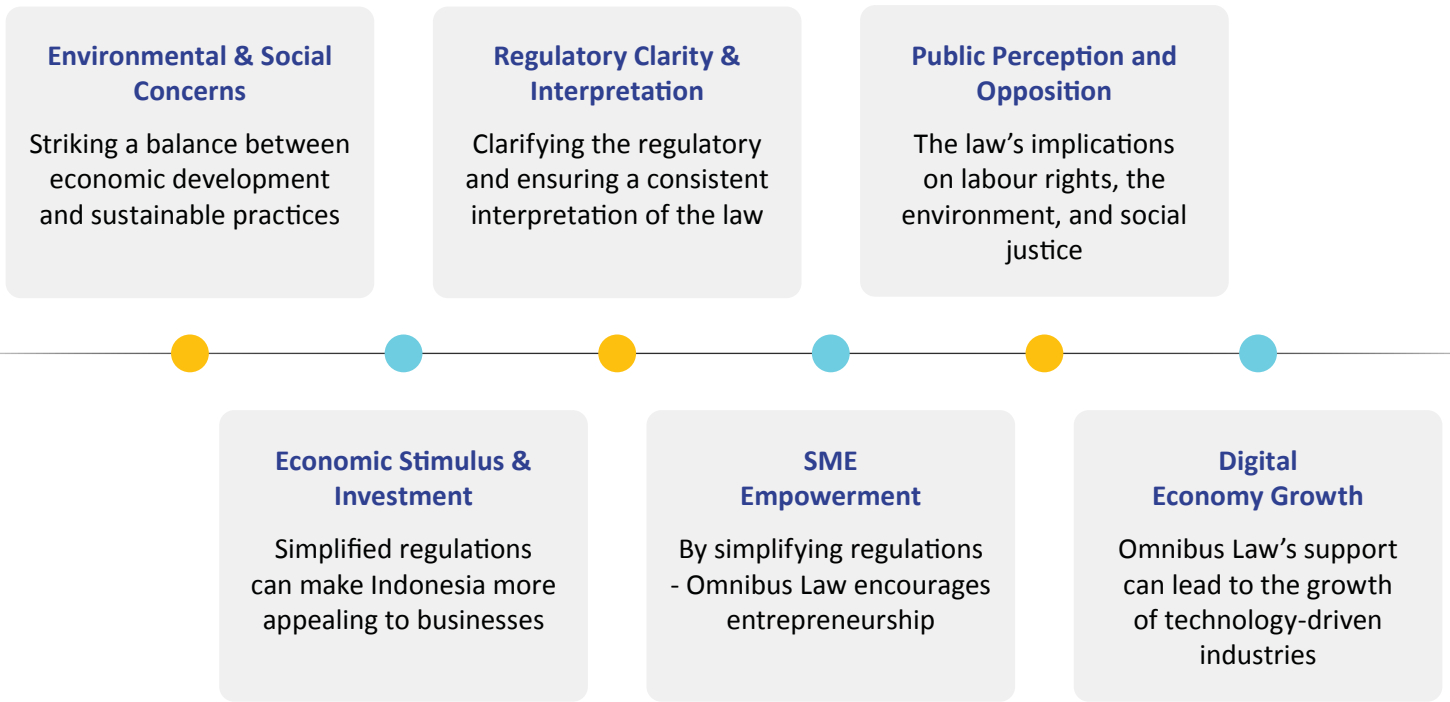 Environmental & Social
Concerns
Striking a balance between
economic development
and sustainable practices
Regulatory Clarity &
Interpretation
Clarifying the regulatory
and ensuring a consistent
interpretation of the law
Public Perception and
Opposition
The law’s implications
on labour rights, the
environment, and social
justice
Economic Stimulus &
Investment
Simplified regulations
can make Indonesia more
appealing to businesses
SME
Empowerment
By simplifying regulations
- Omnibus Law encourages
entrepreneurship
Digital
Economy Growth
Omnibus Law’s support
can lead to the growth
of technology-driven
industries